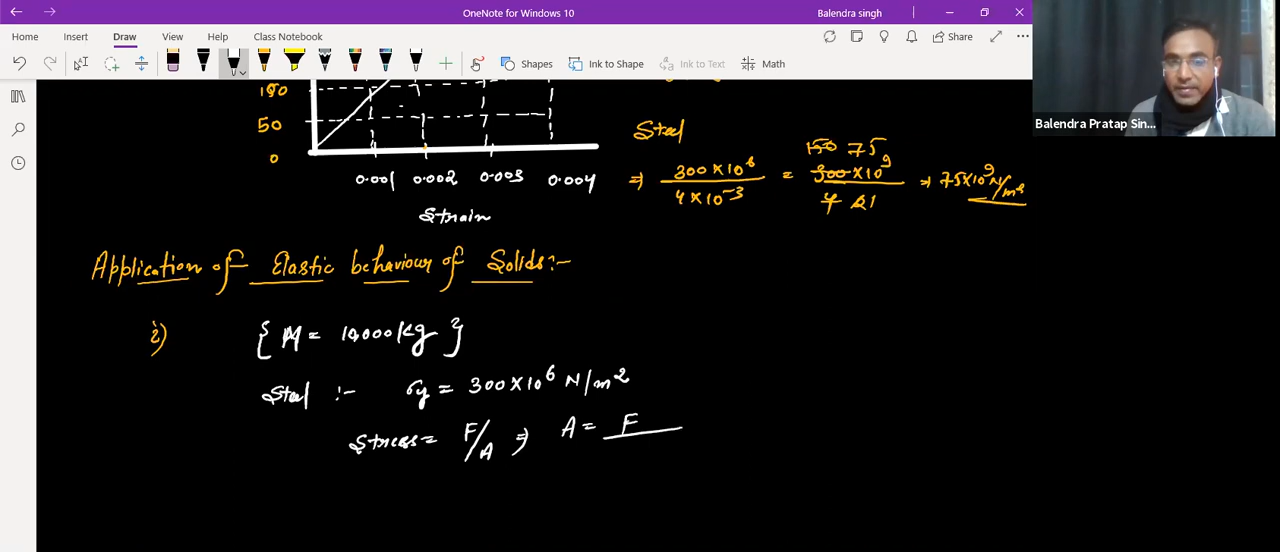 OneNote for Windows 10
Balendra singh
Home Insert Draw View Help Class Notebook
Share
Shapes Ink to Shape Ink to Text Math
Balendra Pratap Sin...
50
0
0.001 0.002 0.003 0.004
Strain
Steel
150 75
⇒ 300×10⁶ / 4×10⁻³ = 300×10⁹ / 4 21 ⇒ 75×10⁹ N/m²
Application of Elastic behaviour of Solids:-
i) { M = 10,000 kg }
Steel :- σy = 300×10⁶ N/m²
Stress = F/A ⇒ A = F